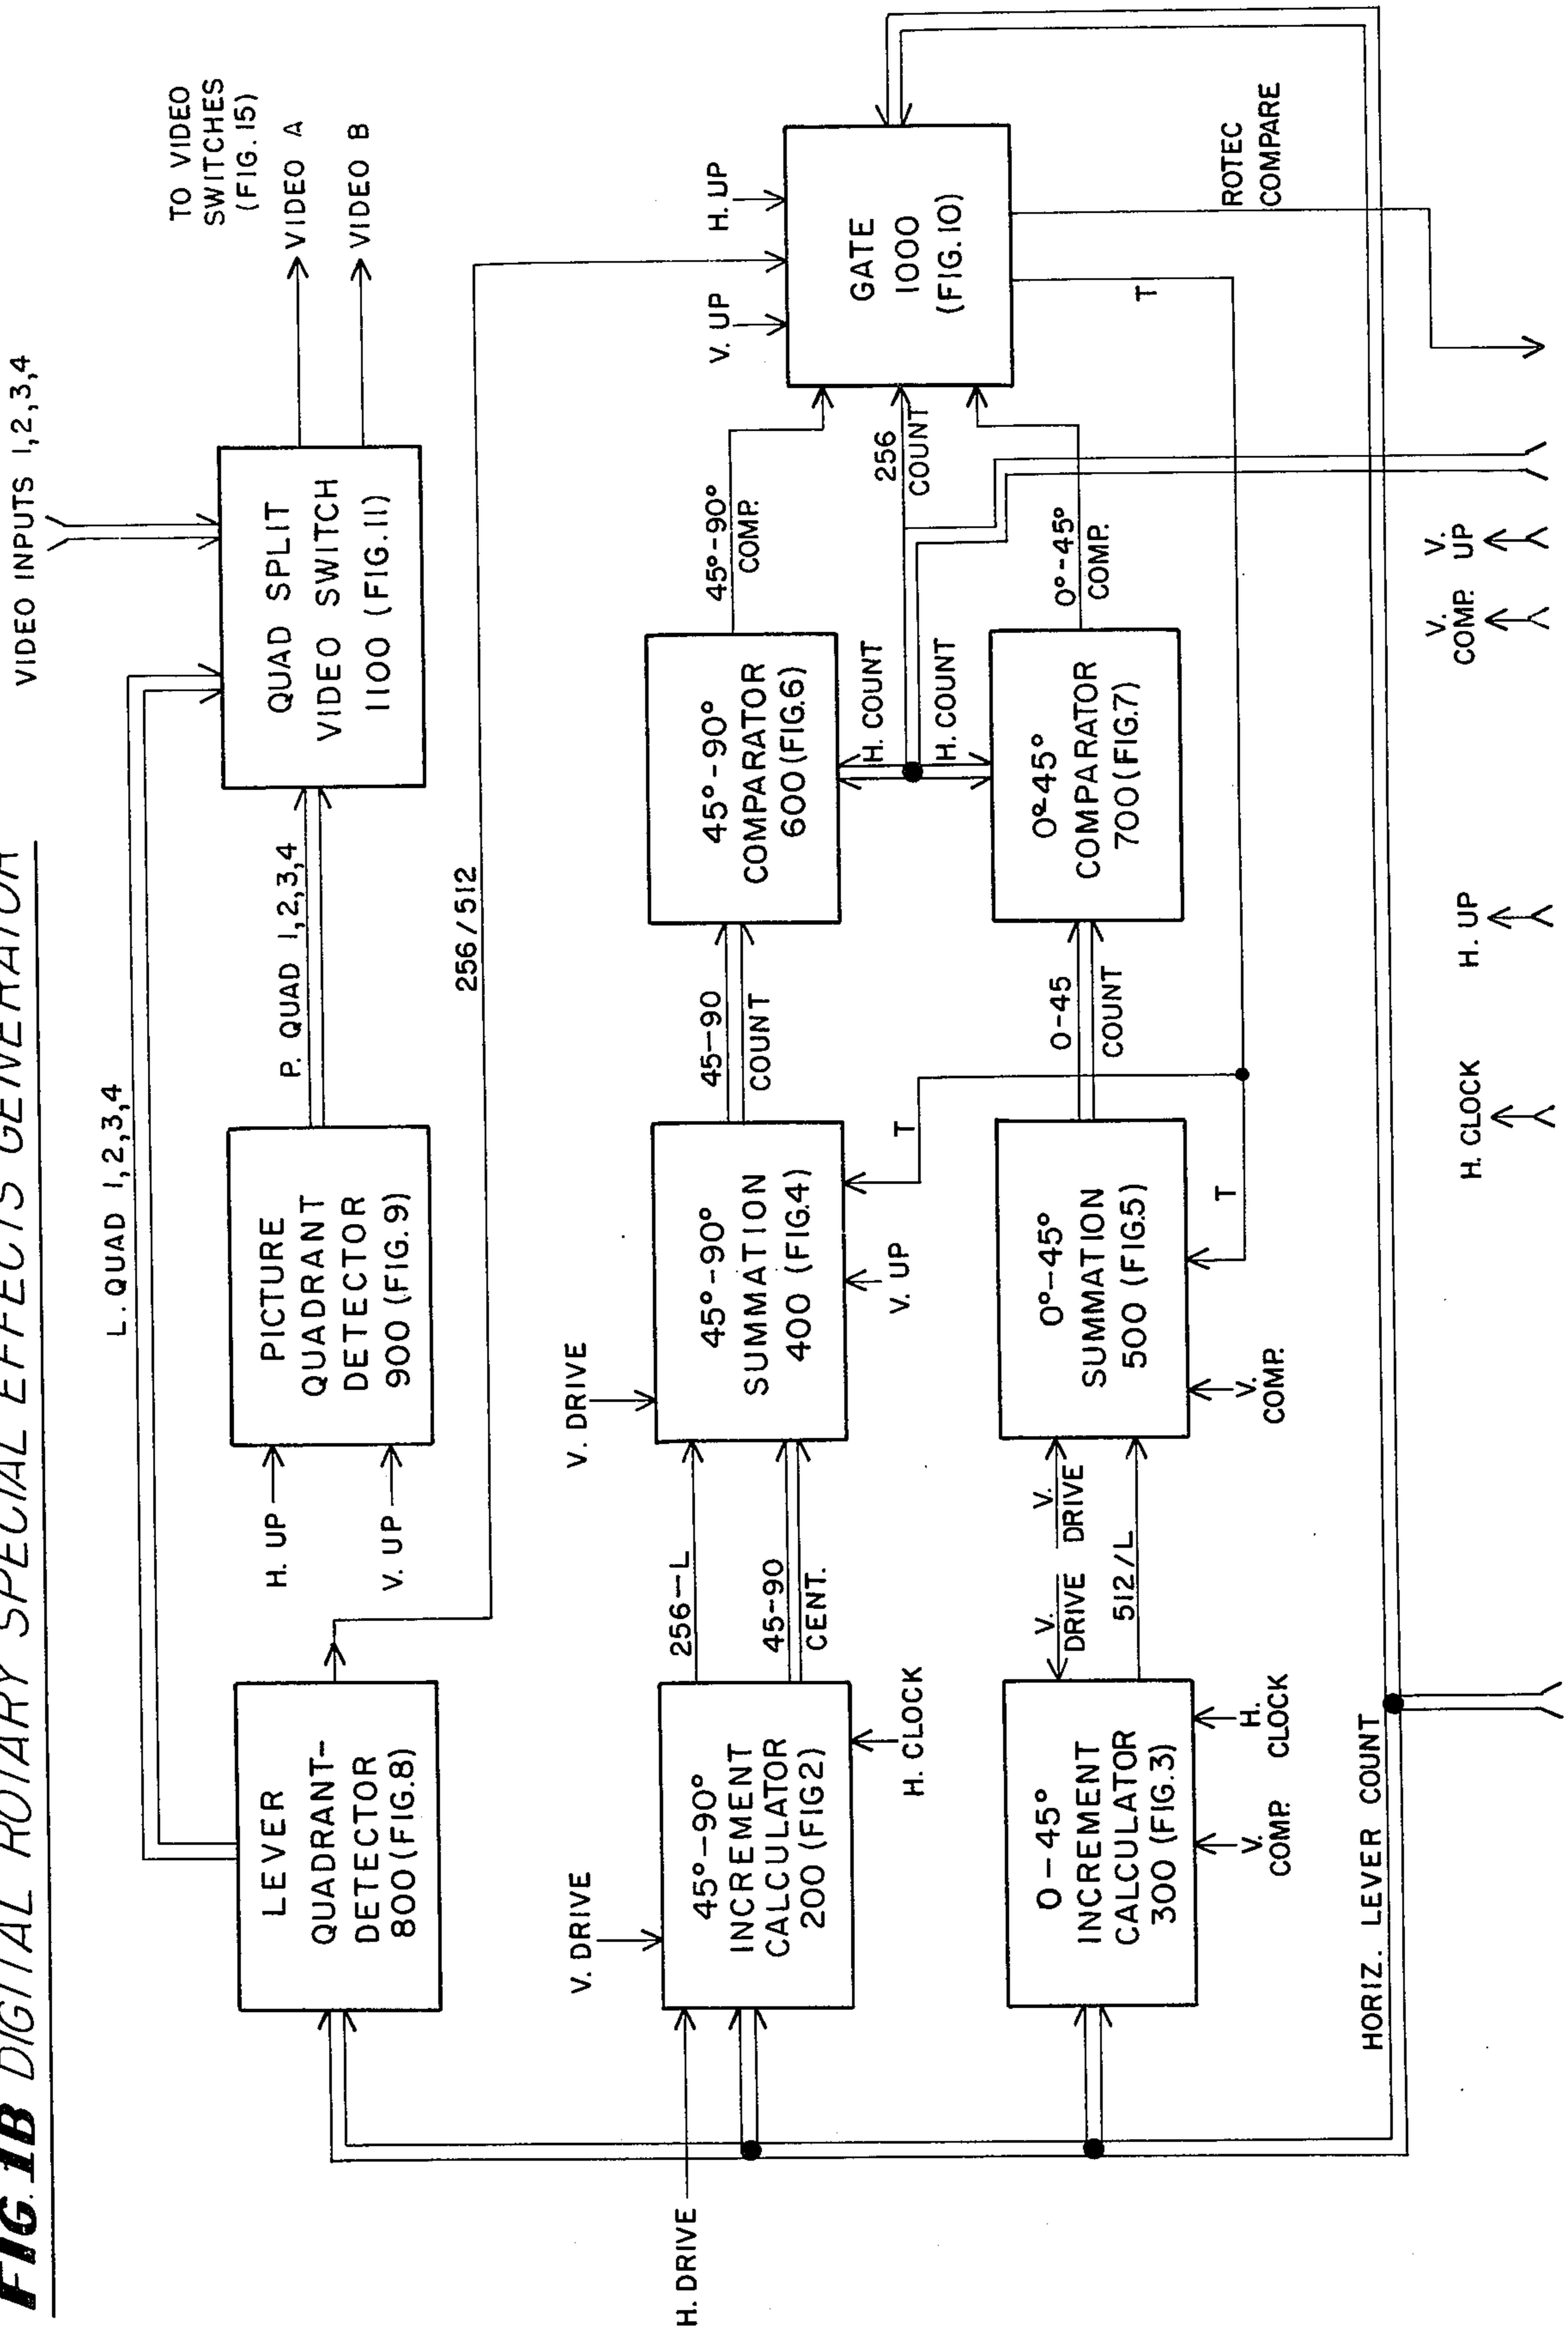 FIG. 1B DIGITAL ROTARY SPECIAL EFFECTS GENERATOR
VIDEO INPUTS 1,2,3,4
L. QUAD 1,2,3,4
LEVER
QUADRANT-
DETECTOR
800 (FIG.8)
H. UP
V. UP
PICTURE
QUADRANT
DETECTOR
900 (FIG.9)
P. QUAD 1,2,3,4
QUAD SPLIT
VIDEO SWITCH
1100 (FIG.11)
TO VIDEO
SWITCHES
(FIG.15)
VIDEO A
VIDEO B
256/512
H. DRIVE
V. DRIVE
45°-90°
INCREMENT
CALCULATOR
200 (FIG2)
H. CLOCK
256-L
45-90
CENT.
V. DRIVE
45°-90°
SUMMATION
400 (FIG.4)
V. UP
T
45-90
COUNT
45°-90°
COMPARATOR
600 (FIG.6)
45°-90°
COMP.
H. COUNT
H. COUNT
256
COUNT
V. UP
H. UP
GATE
1000
(FIG.10)
T
ROTEC
COMPARE
0-45°
INCREMENT
CALCULATOR
300 (FIG.3)
V.
COMP.
H.
CLOCK
V.
DRIVE
V.
DRIVE
512/L
0°-45°
SUMMATION
500 (FIG.5)
V.
COMP.
T
0-45
COUNT
0°-45°
COMPARATOR
700 (FIG.7)
0°-45°
COMP.
HORIZ. LEVER COUNT
H. CLOCK
H. UP
V.
COMP.
V.
UP